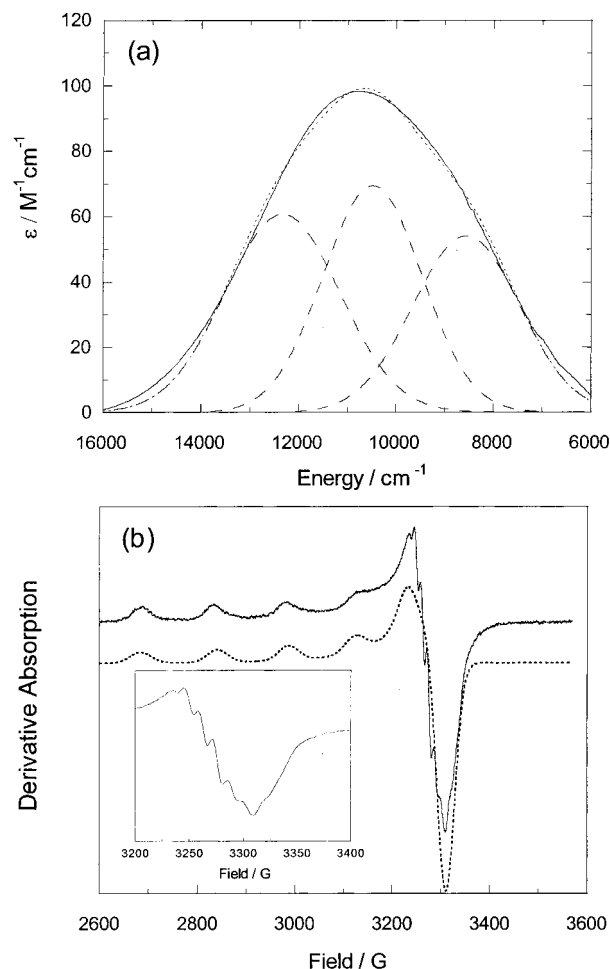 (a)
120
100
80
60
40
20
0
ε / M⁻¹cm⁻¹
16000 14000 12000 10000 8000 6000
Energy / cm⁻¹
(b)
Derivative Absorption
3200 3250 3300 3350 3400
Field / G
2600 2800 3000 3200 3400 3600
Field / G